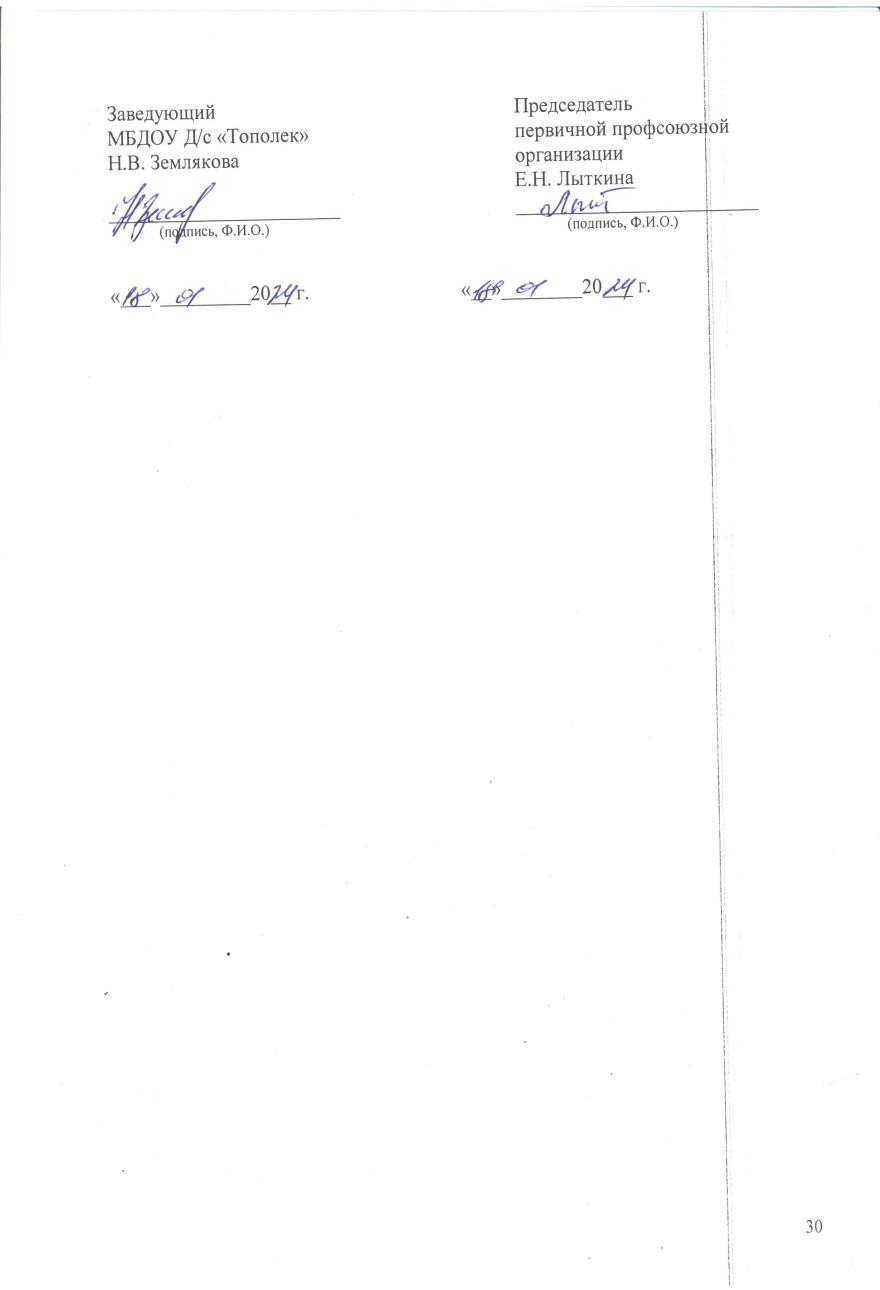 Заведующий
МБДОУ Д/с «Тополек»
Н.В. Землякова
(подпись, Ф.И.О.)
«18» 01 2024 г.
Председатель
первичной профсоюзной
организации
Е.Н. Лыткина
(подпись, Ф.И.О.)
«18» 01 2024 г.
30